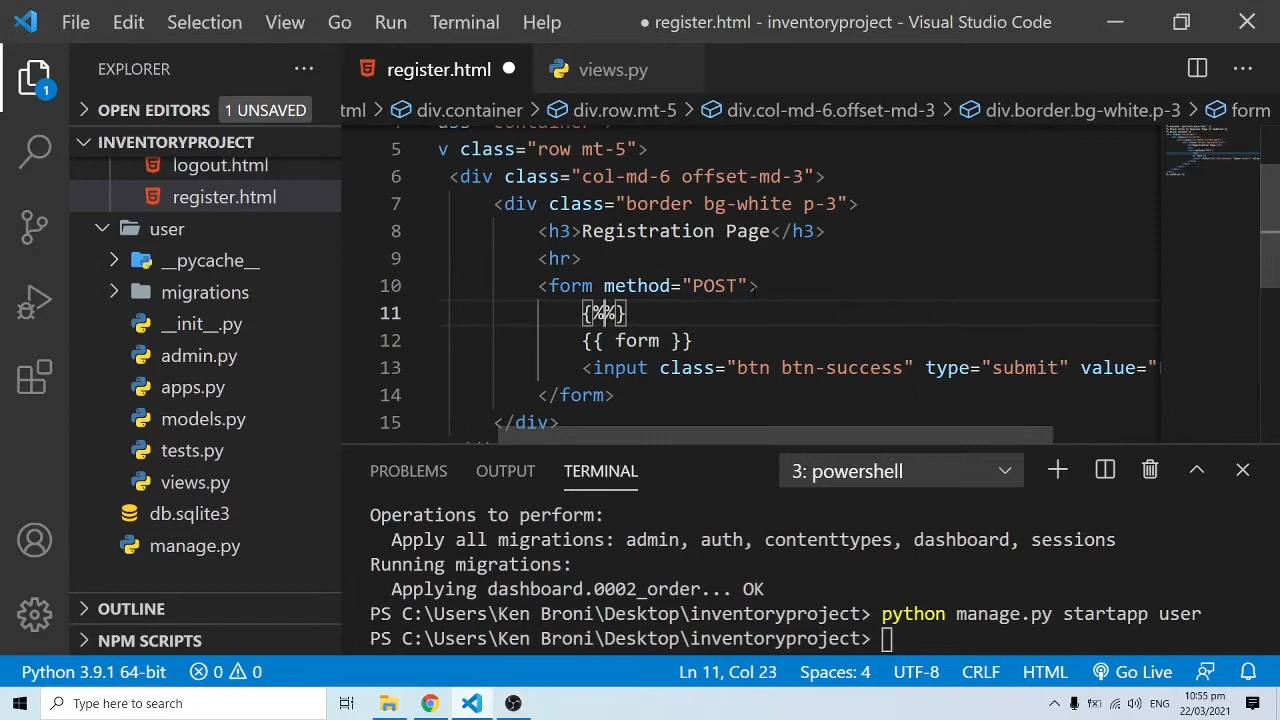 File Edit Selection View Go Run Terminal Help
● register.html - inventoryproject - Visual Studio Code
EXPLORER
1
OPEN EDITORS 1 UNSAVED
INVENTORYPROJECT
logout.html
register.html
user
__pycache__
migrations
__init__.py
admin.py
apps.py
models.py
tests.py
views.py
db.sqlite3
manage.py
OUTLINE
NPM SCRIPTS
register.html
views.py
tml > div.container > div.row.mt-5 > div.col-md-6.offset-md-3 > div.border.bg-white.p-3 > form
5 v class="row mt-5">
6 <div class="col-md-6 offset-md-3">
7 <div class="border bg-white p-3">
8 <h3>Registration Page</h3>
9 <hr>
10 <form method="POST">
11 {%%}
12 {{ form }}
13 <input class="btn btn-success" type="submit" value="
14 </form>
15 </div>
PROBLEMS OUTPUT TERMINAL 3: powershell
Operations to perform:
Apply all migrations: admin, auth, contenttypes, dashboard, sessions
Running migrations:
Applying dashboard.0002_order... OK
PS C:\Users\Ken Broni\Desktop\inventoryproject> python manage.py startapp user
PS C:\Users\Ken Broni\Desktop\inventoryproject>
Python 3.9.1 64-bit 0 0 Ln 11, Col 23 Spaces: 4 UTF-8 CRLF HTML Go Live
Type here to search
ENG
10:55 pm
22/03/2021